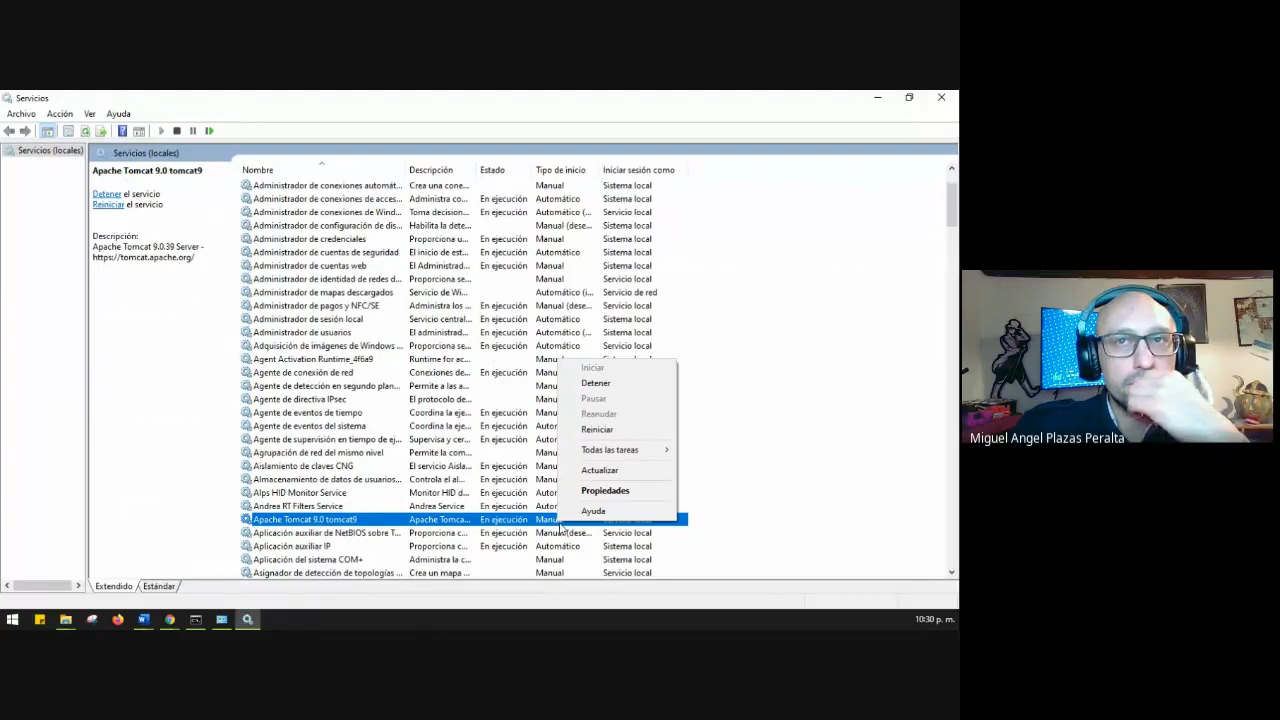 Servicios
Archivo Acción Ver Ayuda
Servicios (locales)
Servicios (locales)
Apache Tomcat 9.0 tomcat9
Detener el servicio
Reiniciar el servicio
Descripción:
Apache Tomcat 9.0.39 Server -
https://tomcat.apache.org/
Nombre Descripción Estado Tipo de inicio Iniciar sesión como
Administrador de conexiones automát... Crea una cone... Manual Sistema local
Administrador de conexiones de acces... Administra co... En ejecución Automático Sistema local
Administrador de conexiones de Wind... Toma decision... En ejecución Automático (... Servicio local
Administrador de configuración de dis... Habilita la dete... Manual (dese... Sistema local
Administrador de credenciales Proporciona u... En ejecución Manual Sistema local
Administrador de cuentas de seguridad El inicio de est... En ejecución Automático Sistema local
Administrador de cuentas web El Administrad... En ejecución Manual Sistema local
Administrador de identidad de redes d... Proporciona se... Manual Servicio local
Administrador de mapas descargados Servicio de Wi... Automático (i... Servicio de red
Administrador de pagos y NFC/SE Administra los ... En ejecución Manual (dese... Servicio local
Administrador de sesión local Servicio central... En ejecución Automático Sistema local
Administrador de usuarios El administrad... En ejecución Automático (... Sistema local
Adquisición de imágenes de Windows ... Proporciona se... En ejecución Automático Servicio local
Agent Activation Runtime_4f6a9 Runtime for ac... Manu
Agente de conexión de red Conexiones de... En ejecución Manu
Agente de detección en segundo plan... Permite a las a... Manu
Agente de directiva IPsec El protocolo de... Manu
Agente de eventos de tiempo Coordina la eje... En ejecución Manu
Agente de eventos del sistema Coordina la eje... En ejecución Autor
Agente de supervisión en tiempo de ej... Supervisa y cer... En ejecución Autor
Agrupación de red del mismo nivel Permite la com... Manu
Aislamiento de claves CNG El servicio Aisla... En ejecución Manu
Almacenamiento de datos de usuarios... Controla el al... En ejecución Manu
Alps HID Monitor Service Monitor HID d... En ejecución Autor
Andrea RT Filters Service Andrea Service En ejecución Autor
Apache Tomcat 9.0 tomcat9 Apache Tomca... En ejecución Manu
Aplicación auxiliar de NetBIOS sobre T... Proporciona c... En ejecución Manual (dese... Servicio local
Aplicación auxiliar IP Proporciona c... En ejecución Automático Sistema local
Aplicación del sistema COM+ Administra la c... Manual Sistema local
Asignador de detección de topologías ... Crea un mapa ... Manual Servicio local
Iniciar
Detener
Pausar
Reanudar
Reiniciar
Todas las tareas
Actualizar
Propiedades
Ayuda
Extendido Estándar
10:30 p. m.
Miguel Angel Plazas Peralta